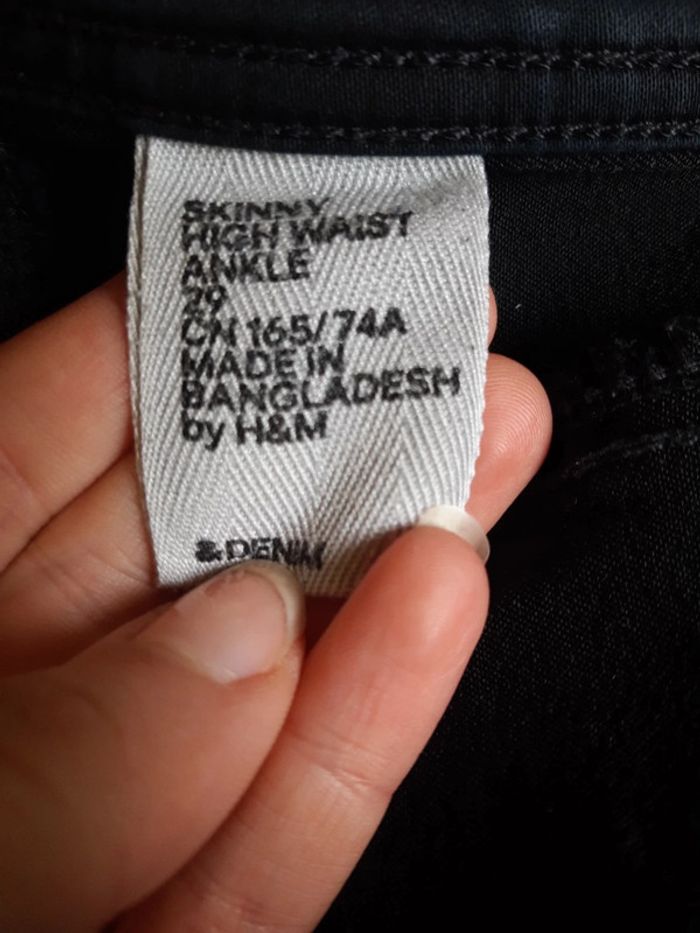 SKINNY
HIGH WAIST
ANKLE
29
CN 165/74A
MADE IN
BANGLADESH
by H&M
&DENIM